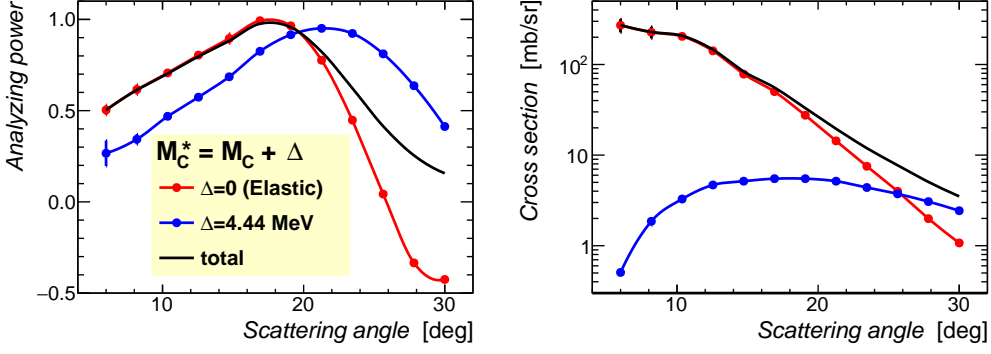 Analyzing power
1.0
0.5
0.0
−0.5
M*C = MC + Δ
Δ=0 (Elastic)
Δ=4.44 MeV
total
10 20 30
Scattering angle [deg]
Cross section [mb/sr]
10²
10
1
10 20 30
Scattering angle [deg]